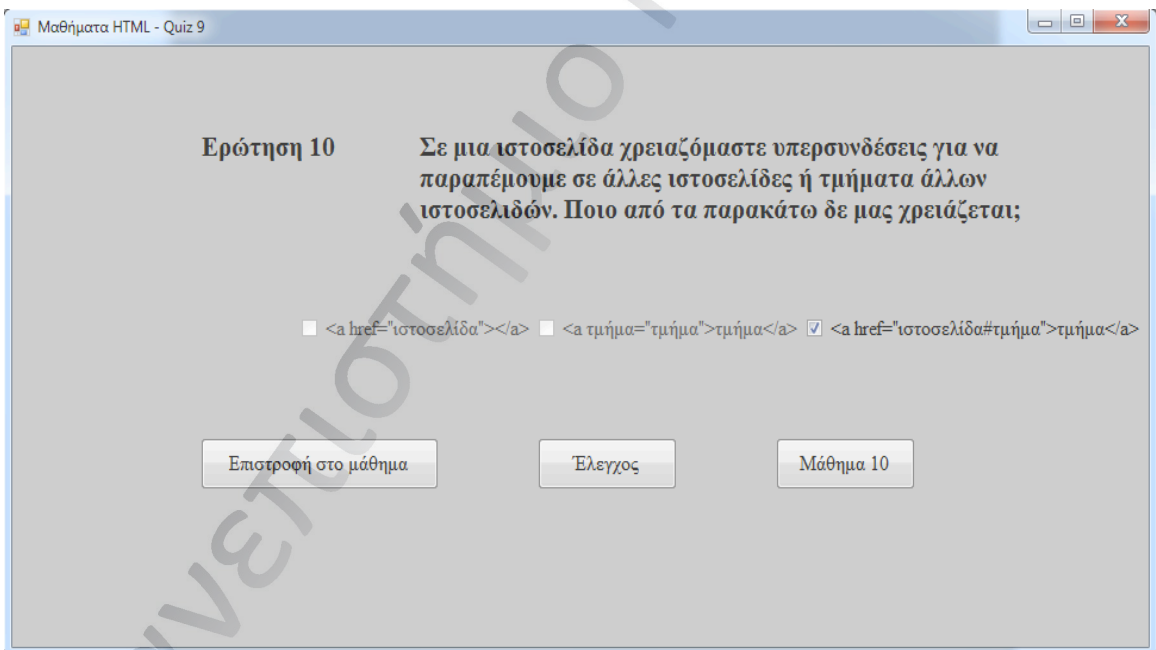 Μαθήματα HTML - Quiz 9
Ερώτηση 10
Σε μια ιστοσελίδα χρειαζόμαστε υπερσυνδέσεις για να
παραπέμουμε σε άλλες ιστοσελίδες ή τμήματα άλλων
ιστοσελιδών. Ποιο από τα παρακάτω δε μας χρειάζεται;
<a href="ιστοσελίδα"></a> <a τμήμα="τμήμα">τμήμα</a> <a href="ιστοσελίδα#τμήμα">τμήμα</a>
Επιστροφή στο μάθημα Έλεγχος Μάθημα 10